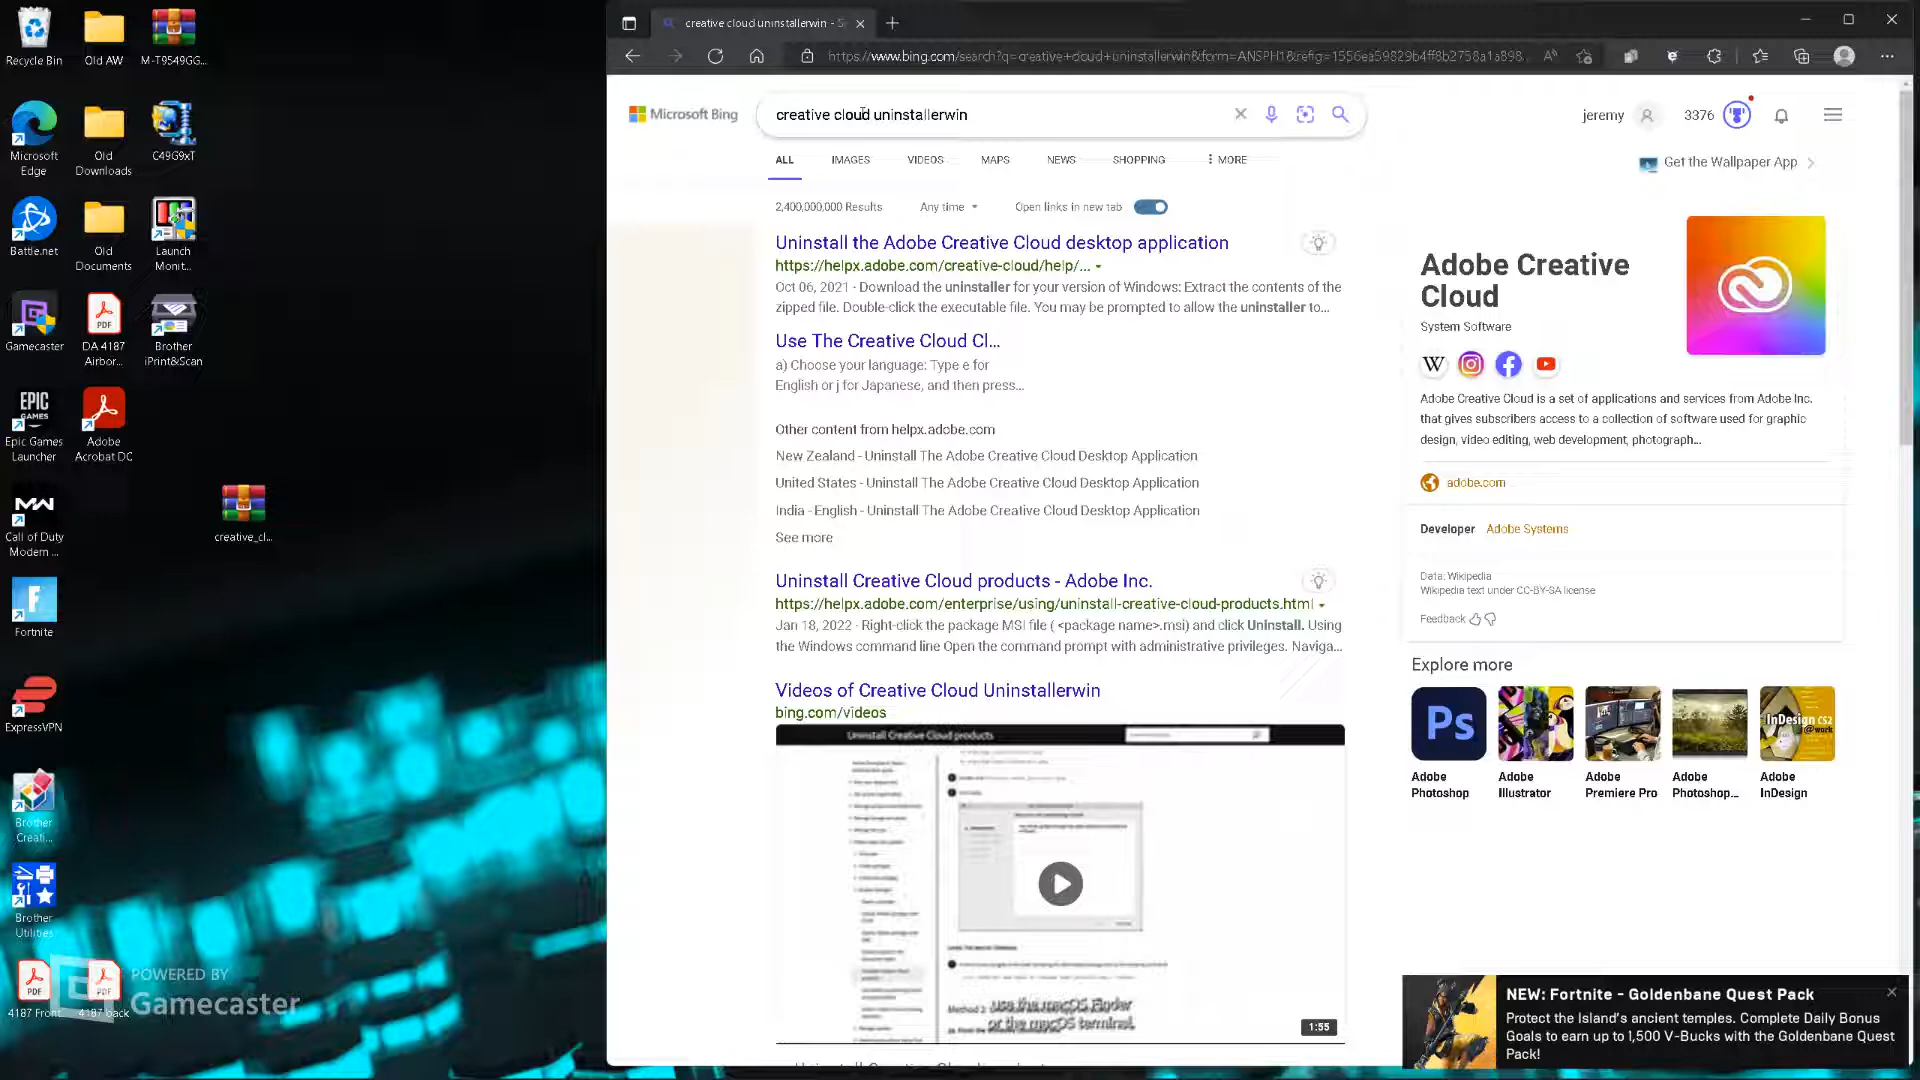 Recycle Bin
Old AW
M-T9549GG...
Microsoft
Edge
Old
Downloads
C49G9xT
Battle.net
Old
Documents
Launch
Monit...
Gamecaster
PDF
DA 4187
Airbor...
Brother
iPrint&Scan
EPIC
GAMES
Epic Games
Launcher
Adobe
Acrobat DC
MW
Call of Duty
Modern ...
creative_cl...
Fortnite
ExpressVPN
Brother
Creati...
Brother
Utilities
PDF
4187 Front
PDF
4187 back
POWERED BY
Gamecaster
creative cloud uninstallerwin - S
https://www.bing.com/search?q=creative+cloud+uninstallerwin&form=ANSPH1&refig=1556ea59829b4ff8b2758a1a898...
Microsoft Bing
creative cloud uninstallerwin
jeremy
3376
ALL
IMAGES
VIDEOS
MAPS
NEWS
SHOPPING
MORE
Get the Wallpaper App
2,400,000,000 Results
Any time
Open links in new tab
Uninstall the Adobe Creative Cloud desktop application
https://helpx.adobe.com/creative-cloud/help/...
Oct 06, 2021 · Download the uninstaller for your version of Windows: Extract the contents of the
zipped file. Double-click the executable file. You may be prompted to allow the uninstaller to...
Use The Creative Cloud Cl...
a) Choose your language: Type e for
English or j for Japanese, and then press...
Other content from helpx.adobe.com
New Zealand - Uninstall The Adobe Creative Cloud Desktop Application
United States - Uninstall The Adobe Creative Cloud Desktop Application
India - English - Uninstall The Adobe Creative Cloud Desktop Application
See more
Uninstall Creative Cloud products - Adobe Inc.
https://helpx.adobe.com/enterprise/using/uninstall-creative-cloud-products.html
Jan 18, 2022 · Right-click the package MSI file ( <package name>.msi) and click Uninstall. Using
the Windows command line Open the command prompt with administrative privileges. Naviga...
Videos of Creative Cloud Uninstallerwin
bing.com/videos
Uninstall Creative Cloud products
use the macOS Finder
or the macOS terminal.
1:55
Adobe Creative
Cloud
System Software
W
Adobe Creative Cloud is a set of applications and services from Adobe Inc.
that gives subscribers access to a collection of software used for graphic
design, video editing, web development, photograph...
adobe.com
Developer Adobe Systems
Data: Wikipedia
Wikipedia text under CC-BY-SA license
Feedback
Explore more
Ps
InDesign CS2
@work
Adobe
Photoshop
Adobe
Illustrator
Adobe
Premiere Pro
Adobe
Photoshop...
Adobe
InDesign
NEW: Fortnite - Goldenbane Quest Pack
Protect the Island's ancient temples. Complete Daily Bonus
Goals to earn up to 1,500 V-Bucks with the Goldenbane Quest
Pack!